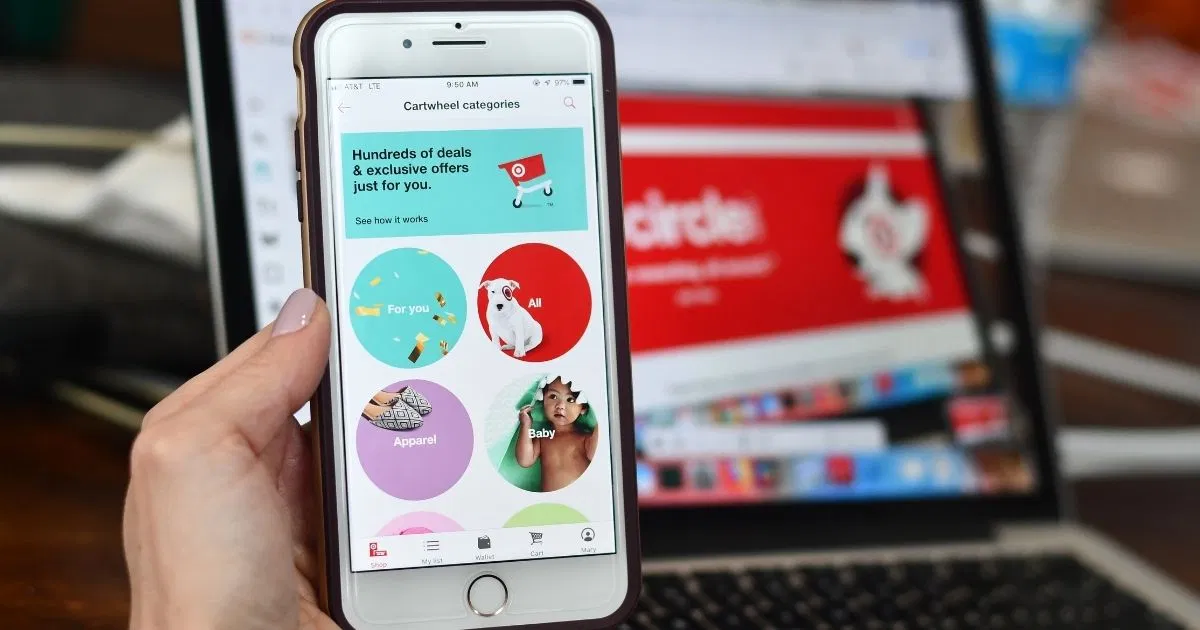 AT&T LTE 9:50 AM 97%
Cartwheel categories
Hundreds of deals
& exclusive offers
just for you.
See how it works
TM
For you
All
Apparel
Baby
Shop My list Wallet Cart Mary
circle